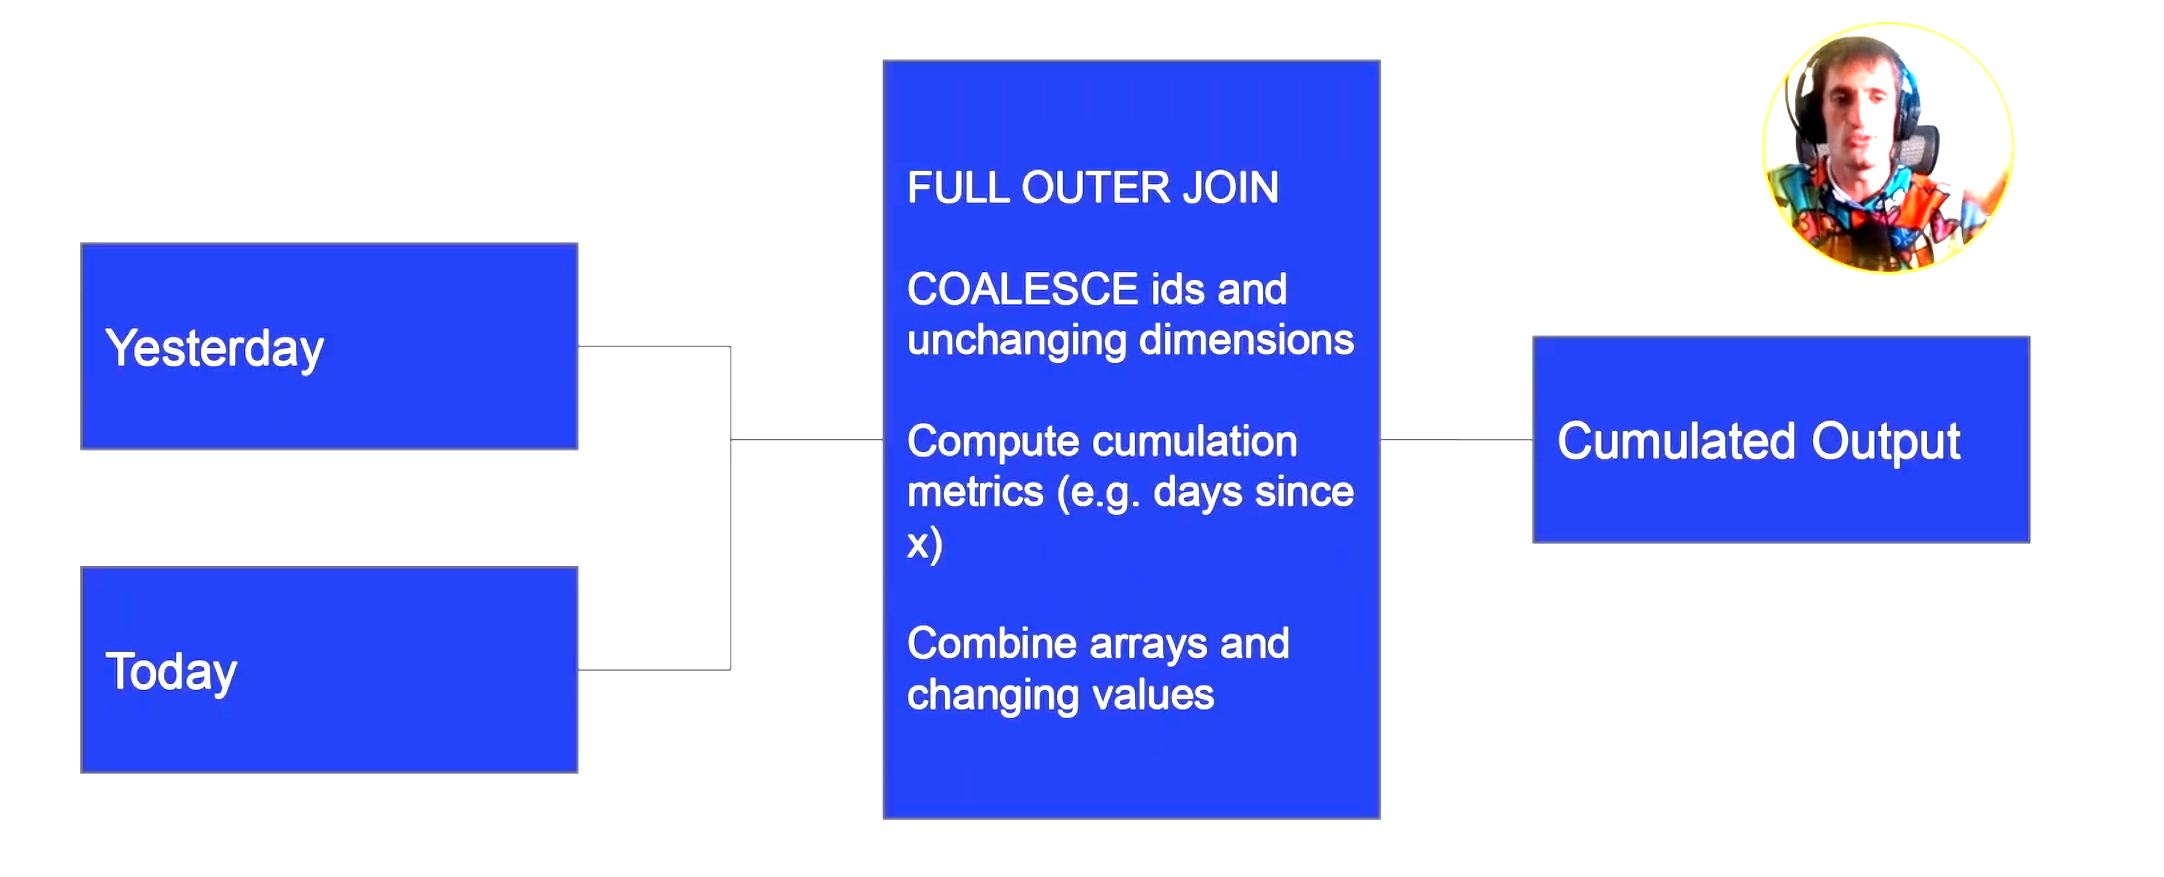 Yesterday
Today
FULL OUTER JOIN
COALESCE ids and
unchanging dimensions
Compute cumulation
metrics (e.g. days since
x)
Combine arrays and
changing values
Cumulated Output